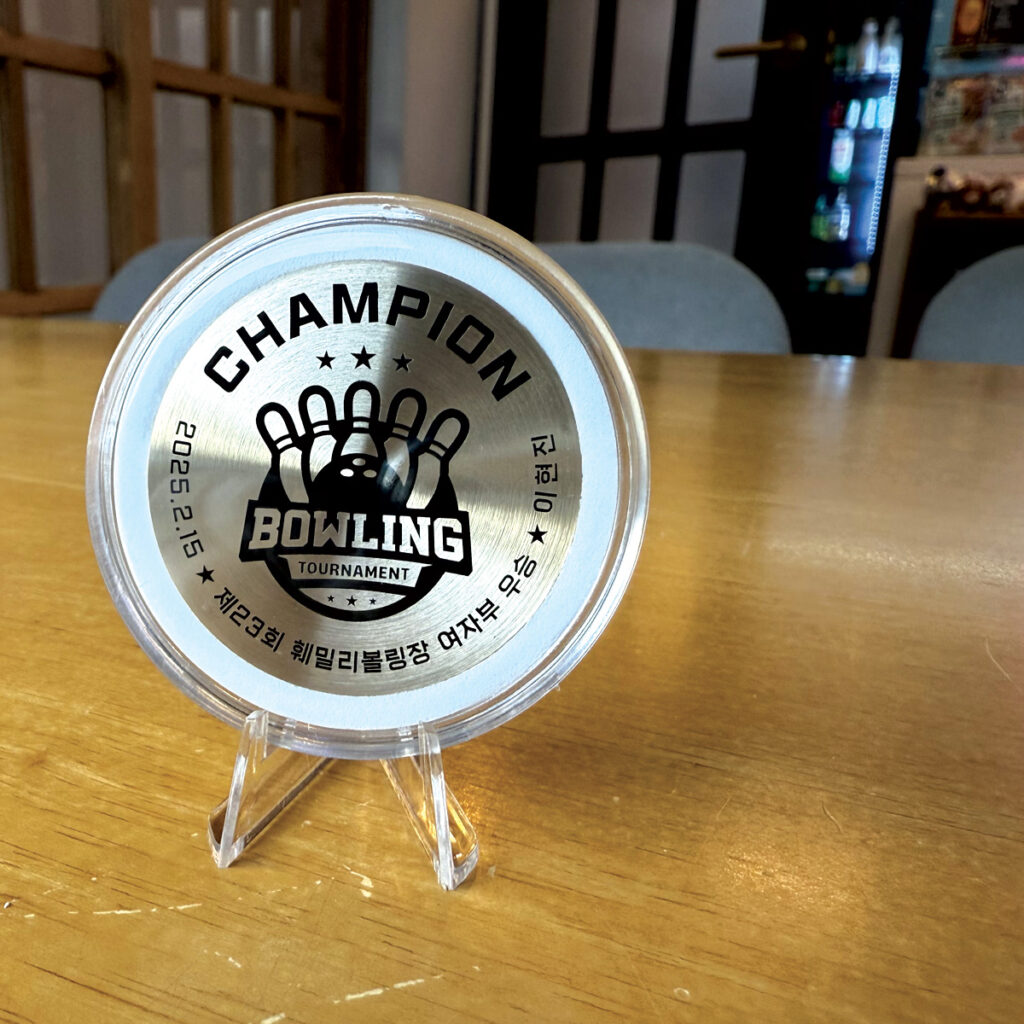 CHAMPION
BOWLING
TOURNAMENT
2025.2.15 ★ 제23회 훼밀리볼링장 여자부 우승 ★ 이현진